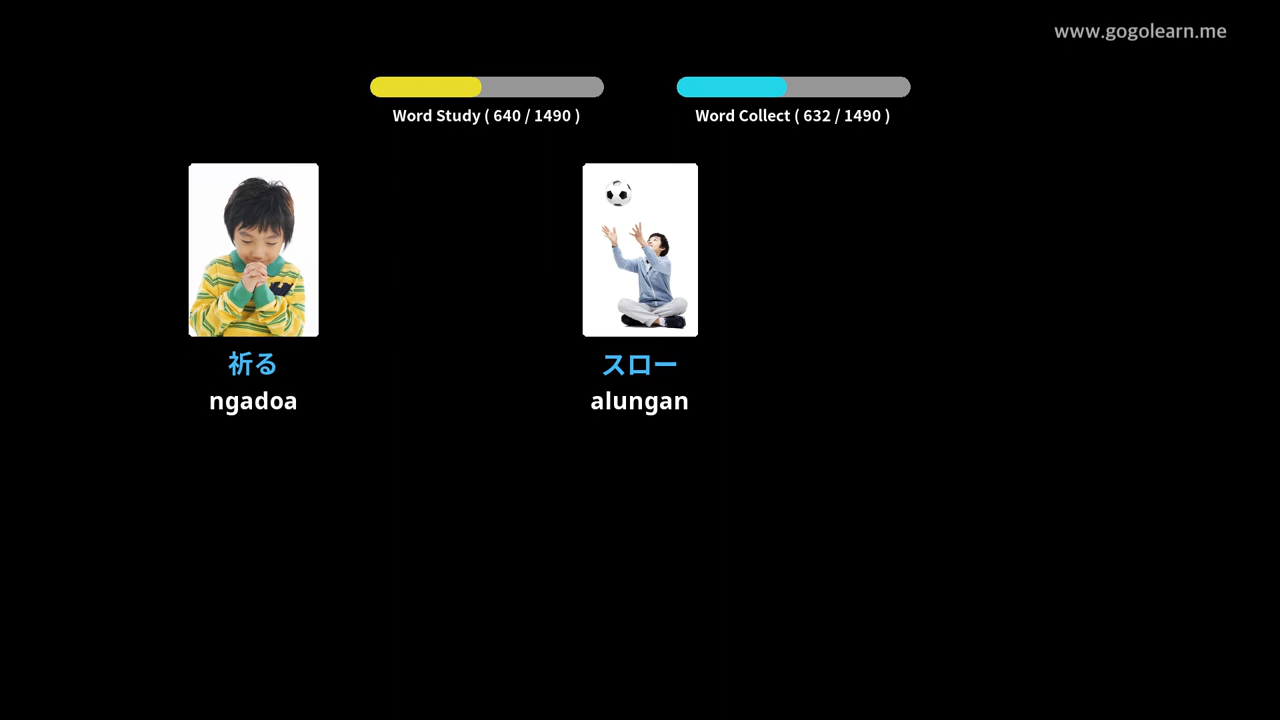 www.gogolearn.me
Word Study ( 640 / 1490 )
Word Collect ( 632 / 1490 )
祈る
ngadoa
スロー
alungan